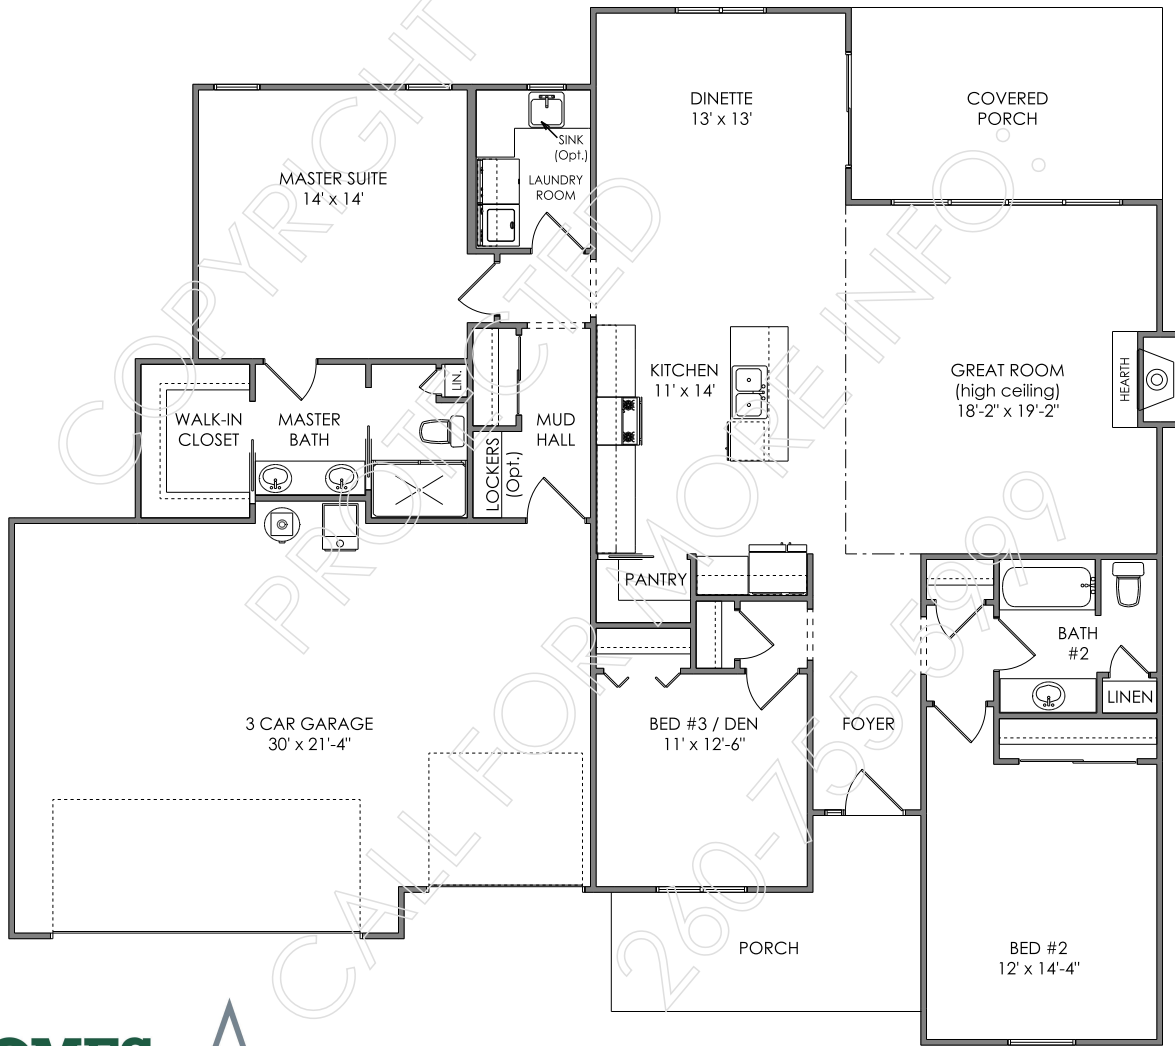 DINETTE
13' x 13'
COVERED
PORCH
SINK
(Opt.)
LAUNDRY
ROOM
MASTER SUITE
14' x 14'
KITCHEN
11' x 14'
GREAT ROOM
(high ceiling)
18'-2" x 19'-2"
HEARTH
WALK-IN
CLOSET
MASTER
BATH
LIN.
MUD
HALL
LOCKERS
(Opt.)
PANTRY
BATH
#2
LINEN
3 CAR GARAGE
30' x 21'-4"
BED #3 / DEN
11' x 12'-6"
FOYER
PORCH
BED #2
12' x 14'-4"
COPYRIGHT
PROTECTED
CALL FOR MORE INFO:
260-755-5999